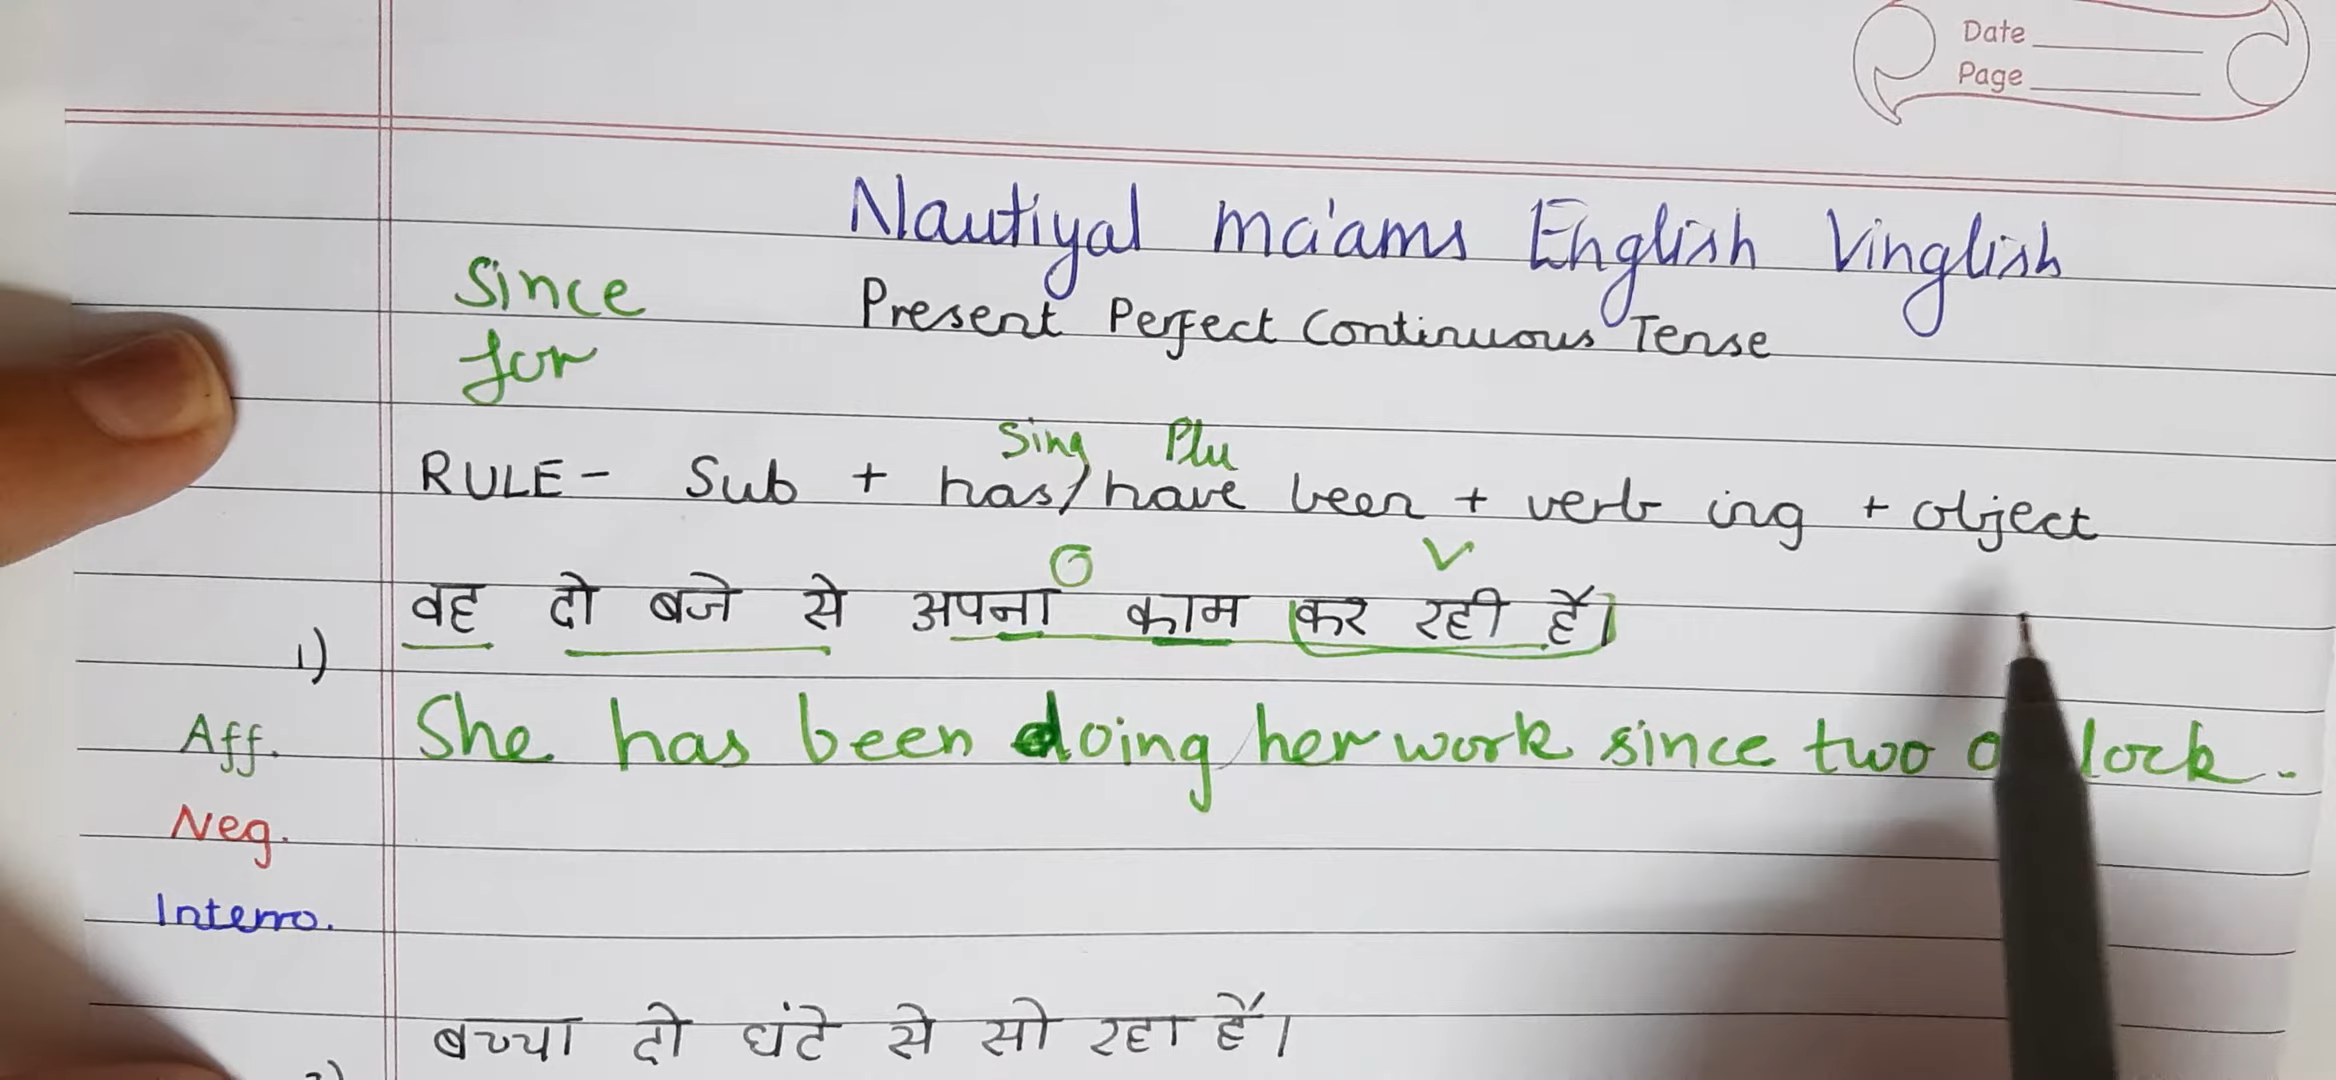 Date
Page
Nautiyal ma'ams English Vinglish
Since
Present Perfect Continuous Tense
for
Sing Plu
RULE - Sub + has/have been + verb ing + object
O V
1) वह दो बजे से अपना काम कर रही हैं।
Aff. She has been doing her work since two lock.
Neg.
Interro.
बच्चा दो घंटे से सो रहा हैं।